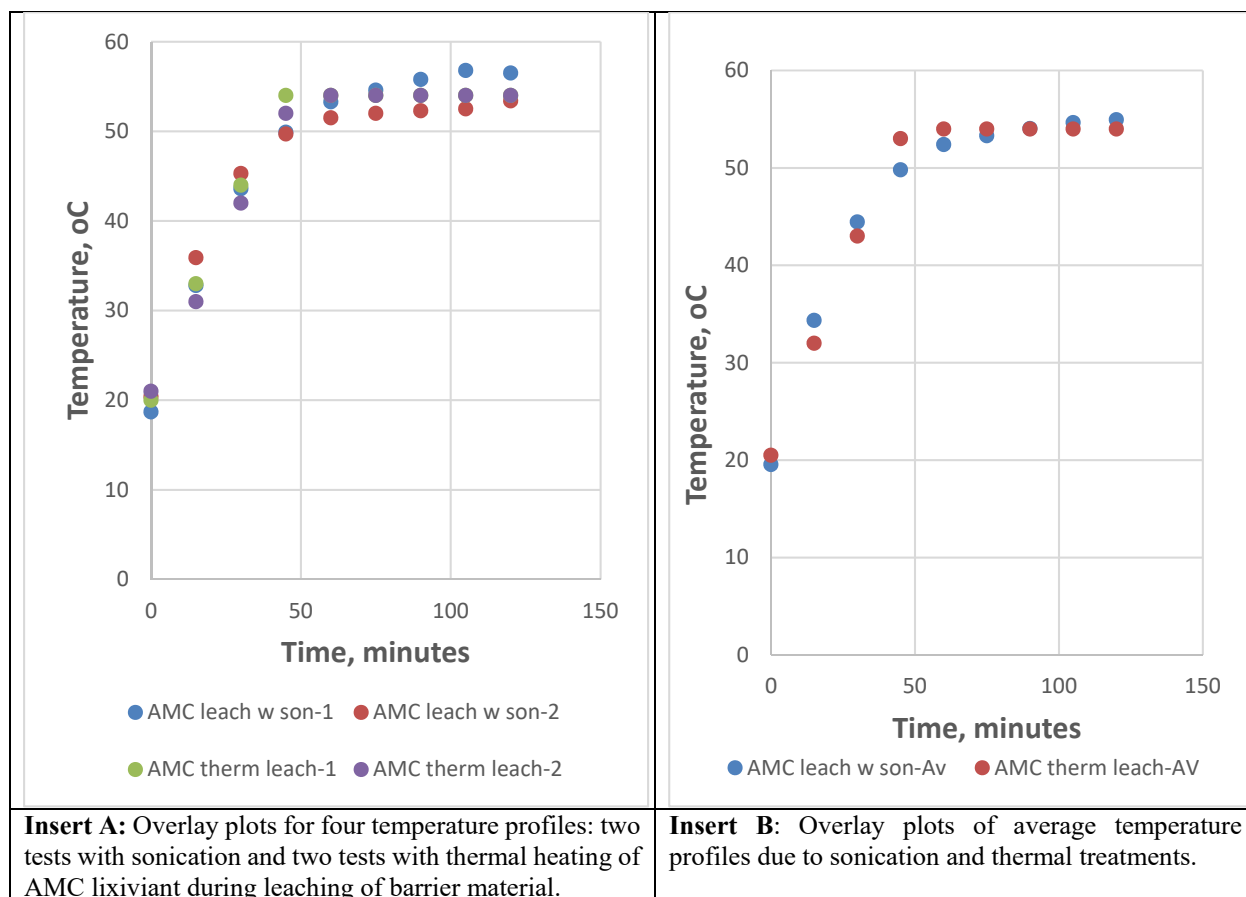 60
50
40
30
20
10
0
Temperature, oC
0 50 100 150
Time, minutes
AMC leach w son-1 AMC leach w son-2
AMC therm leach-1 AMC therm leach-2
Insert A: Overlay plots for four temperature profiles: two
tests with sonication and two tests with thermal heating of
AMC lixiviant during leaching of barrier material.
60
50
40
30
20
10
0
Temperature, oC
0 50 100 150
Time, minutes
AMC leach w son-Av AMC therm leach-AV
Insert B: Overlay plots of average temperature
profiles due to sonication and thermal treatments.